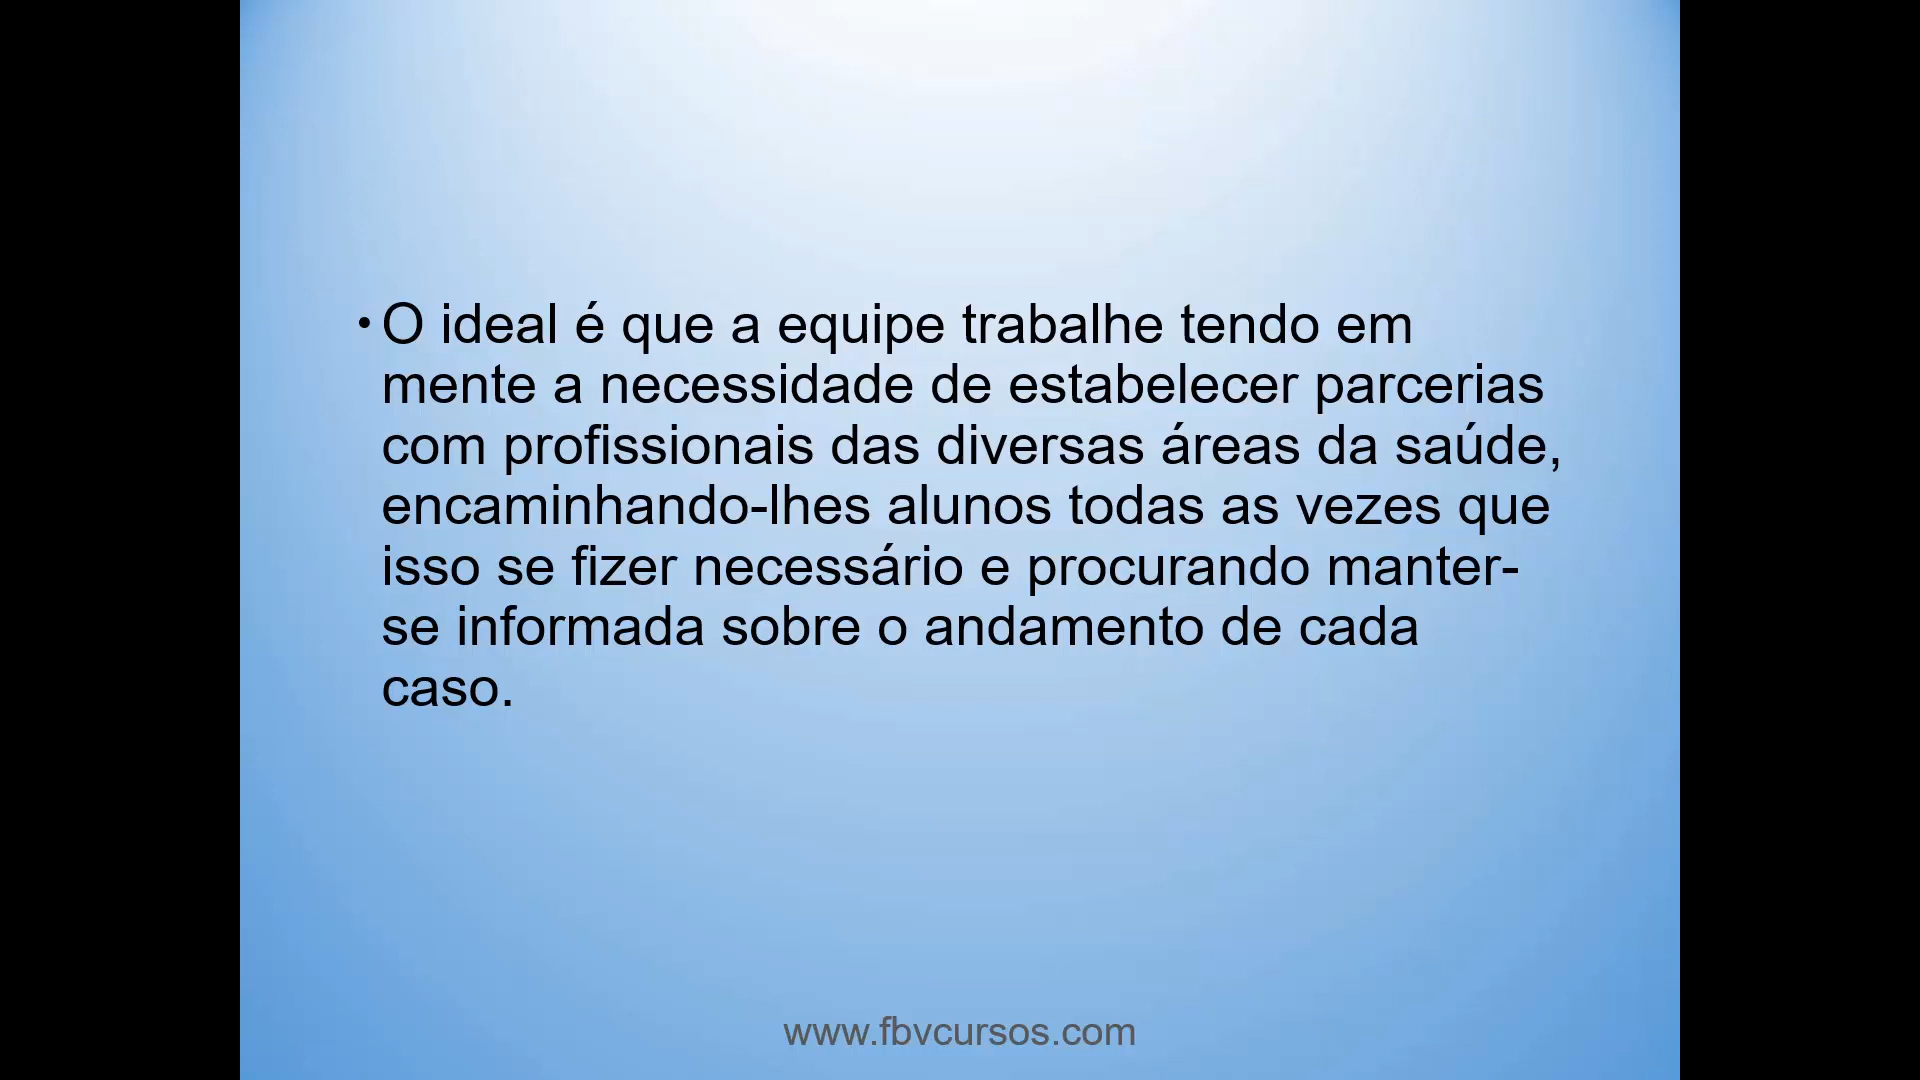 • O ideal é que a equipe trabalhe tendo em
mente a necessidade de estabelecer parcerias
com profissionais das diversas áreas da saúde,
encaminhando-lhes alunos todas as vezes que
isso se fizer necessário e procurando manter-
se informada sobre o andamento de cada
caso.
www.fbvcursos.com